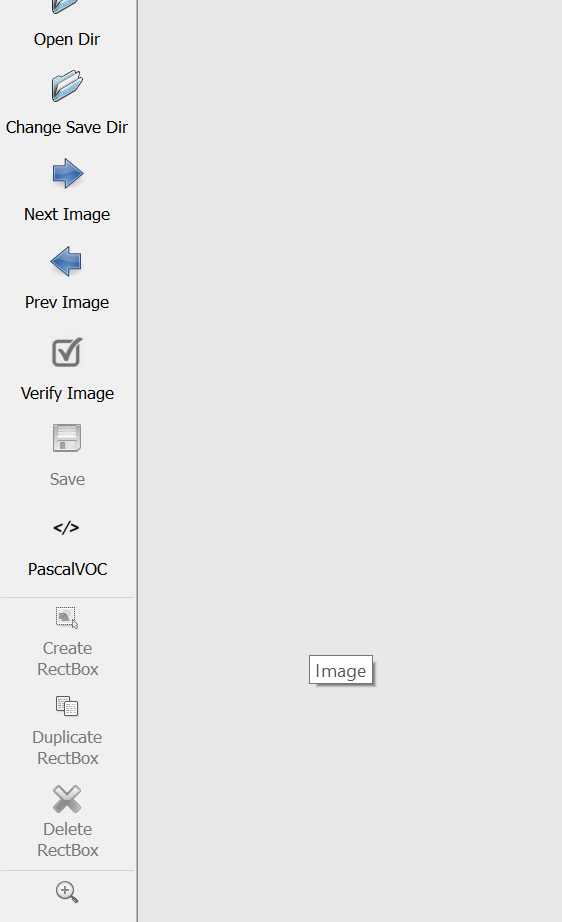 Open Dir
Change Save Dir
Next Image
Prev Image
Verify Image
Save
</>
PascalVOC
Create
RectBox
Image
Duplicate
RectBox
Delete
RectBox